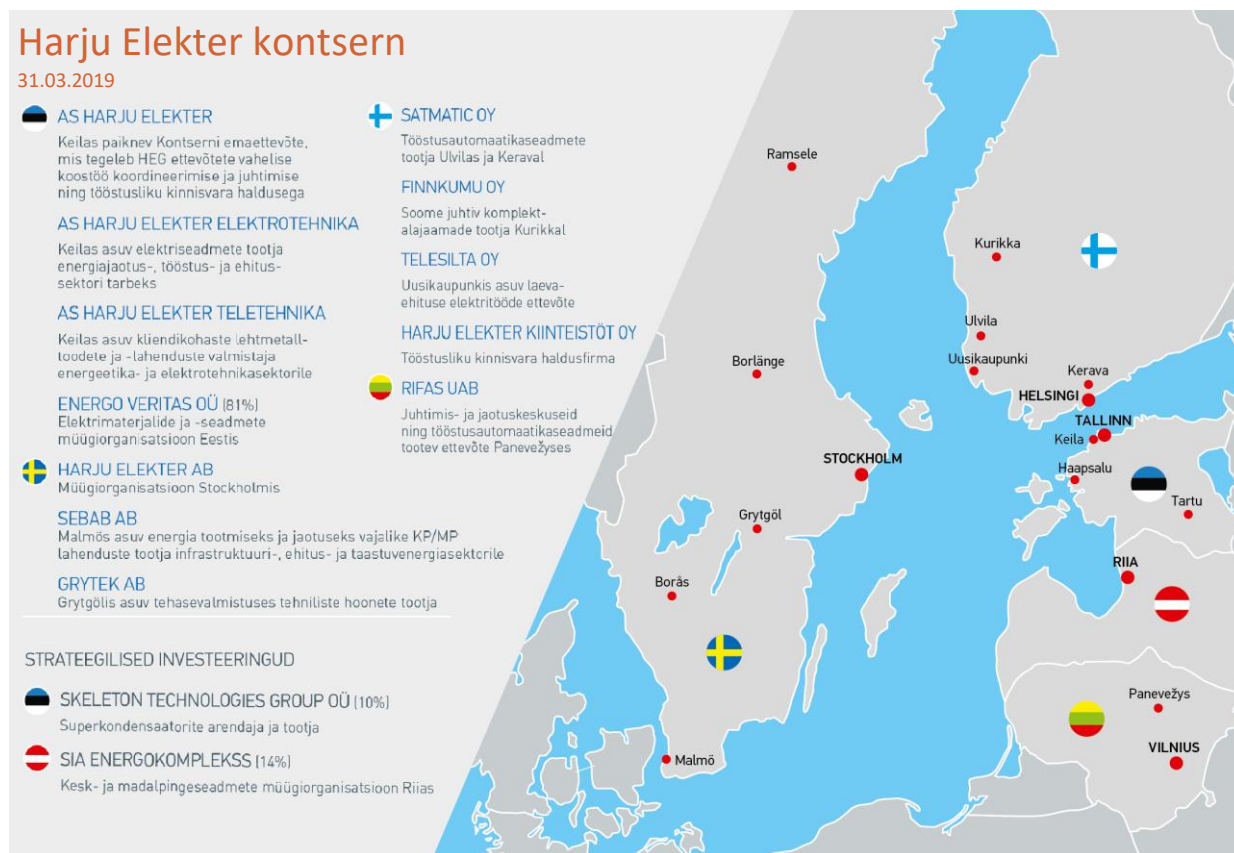 Harju Elekter kontsern
31.03.2019
AS HARJU ELEKTER
Keilas paiknev Kontserni emaettevõte,
mis tegeleb HEG ettevõtete vahelise
koostöö koordineerimise ja juhtimise
ning tööstusliku kinnisvara haldusega
AS HARJU ELEKTER ELEKTROTEHNIKA
Keilas asuv elektriseadmete tootja
energiajaotus-, tööstus- ja ehitus-
sektori tarbeks
AS HARJU ELEKTER TELETEHNIKA
Keilas asuv kliendikohaste lehtmetall-
toodete ja -lahenduste valmistaja
energeetika- ja elektrotehnikasektorile
ENERGO VERITAS OÜ (81%)
Elektrimaterjalide ja -seadmete
müügiorganisatsioon Eestis
HARJU ELEKTER AB
Müügiorganisatsioon Stockholmis
SEBAB AB
Malmös asuv energia tootmiseks ja jaotuseks vajalike KP/MP
lahenduste tootja infrastruktuuri-, ehitus- ja taastuvenergiasektorile
GRYTEK AB
Grytgölis asuv tehasevalmistuses tehniliste hoonete tootja
SATMATIC OY
Tööstusautomaatikaseadmete
tootja Ulvilas ja Keraval
FINNKUMU OY
Soome juhtiv komplekt-
alajaamade tootja Kurikkal
TELESILTA OY
Uusikaupunkis asuv laeva-
ehituse elektritööde ettevõte
HARJU ELEKTER KIINTEISTÖT OY
Tööstusliku kinnisvara haldusfirma
RIFAS UAB
Juhtimis- ja jaotuskeskuseid
ning tööstusautomaatikaseadmeid
tootev ettevõte Panevežyses
STRATEEGILISED INVESTEERINGUD
SKELETON TECHNOLOGIES GROUP OÜ (10%)
Superkondensaatorite arendaja ja tootja
SIA ENERGOKOMPLEKSS (14%)
Kesk- ja madalpingeseadmete müügiorganisatsioon Riias
Ramsele
Kurikka
Ulvila
Uusikaupunki
Borlänge
Kerava
HELSINGI
TALLINN
Keila
STOCKHOLM
Haapsalu
Tartu
Grytgöl
RIIA
Borås
Panevežys
VILNIUS
Malmö